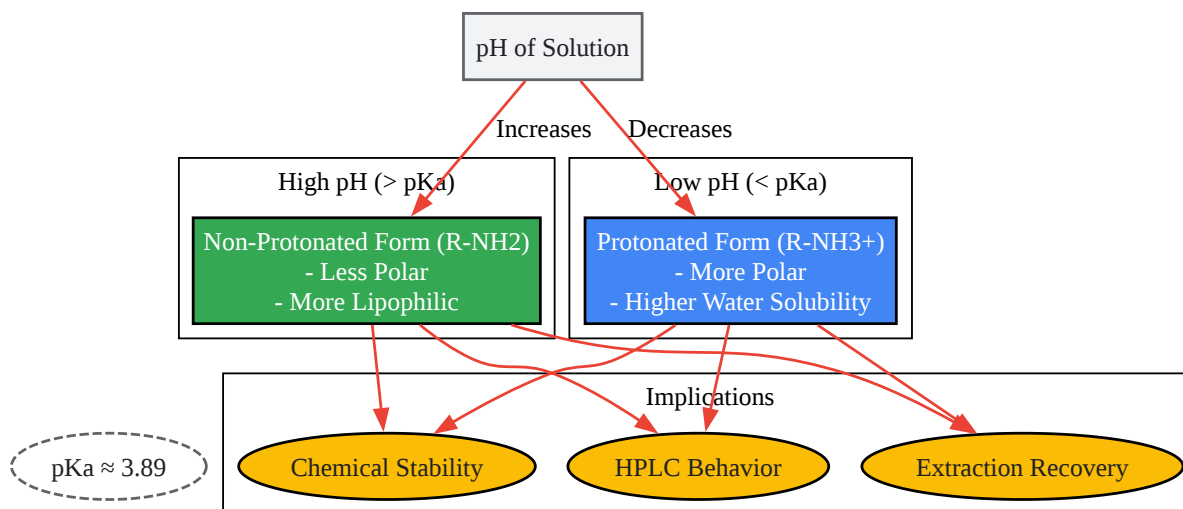 pH of Solution
Increases
Decreases
High pH (> pKa)
Low pH (< pKa)
Non-Protonated Form (R-NH2)
- Less Polar
- More Lipophilic
Protonated Form (R-NH3+)
- More Polar
- Higher Water Solubility
Implications
pKa ≈ 3.89
Chemical Stability
HPLC Behavior
Extraction Recovery